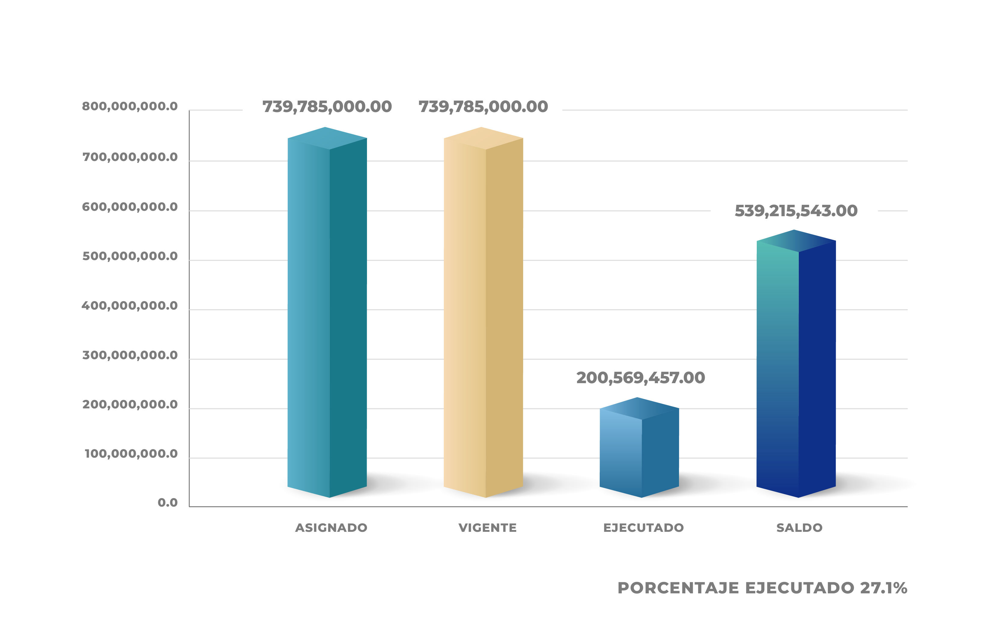 800,000,000.0
739,785,000.00
739,785,000.00
700,000,000.0
600,000,000.0
539,215,543.00
500,000,000.0
400,000,000.0
300,000,000.0
200,569,457.00
200,000,000.0
100,000,000.0
0.0
ASIGNADO
VIGENTE
EJECUTADO
SALDO
PORCENTAJE EJECUTADO 27.1%